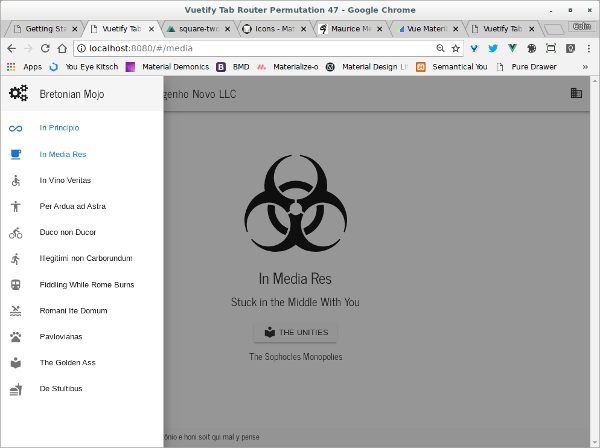 Vuetify Tab Router Permutation 47 - Google Chrome
Getting Sta
Vuetify Tab
square-two
Icons - Mat
Maurice Me
Vue Materia
Vuetify Tab
Colin
localhost:8080/#/media
Apps
You Eye Kitsch
Material Demonics
BMD
Materialize-o
Material Design Li
Semantical You
Pure Drawer
»
Bretonian Mojo
genho Novo LLC
In Principio
In Media Res
In Vino Veritas
Per Ardua ad Astra
Duco non Ducor
Illegitimi non Carborundum
Fiddling While Rome Burns
Romani Ite Domum
Pavlovianas
The Golden Ass
De Stultibus
In Media Res
Stuck in the Middle With You
THE UNITIES
The Sophocles Monopolies
ônio e honi soit qui mal y pense